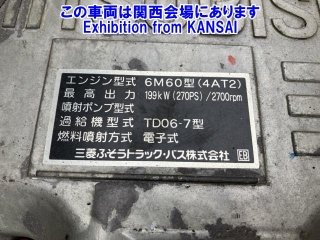 この車両は関西会場にあります
Exhibition from KANSAI
エンジン型式 6M60型(4AT2)
最高出力 199kW(270PS)/2700rpm
噴射ポンプ型式
過給機型式 TD06-7型
燃料噴射方式 電子式
三菱ふそうトラック・バス株式会社